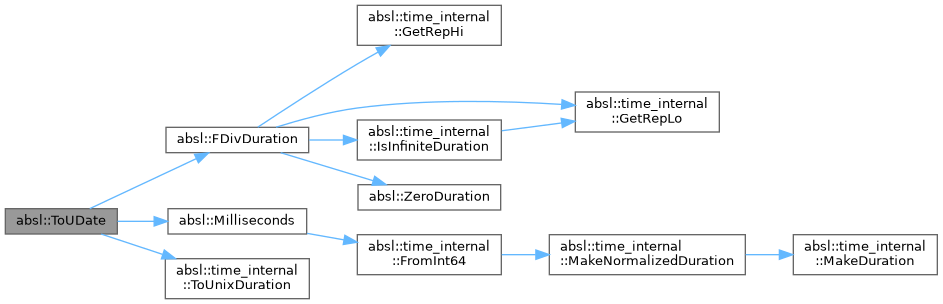 absl::time_internal
::GetRepHi
absl::time_internal
::GetRepLo
absl::FDivDuration
absl::time_internal
::IsInfiniteDuration
absl::ZeroDuration
absl::ToUDate
absl::Milliseconds
absl::time_internal
::FromInt64
absl::time_internal
::MakeNormalizedDuration
absl::time_internal
::MakeDuration
absl::time_internal
::ToUnixDuration